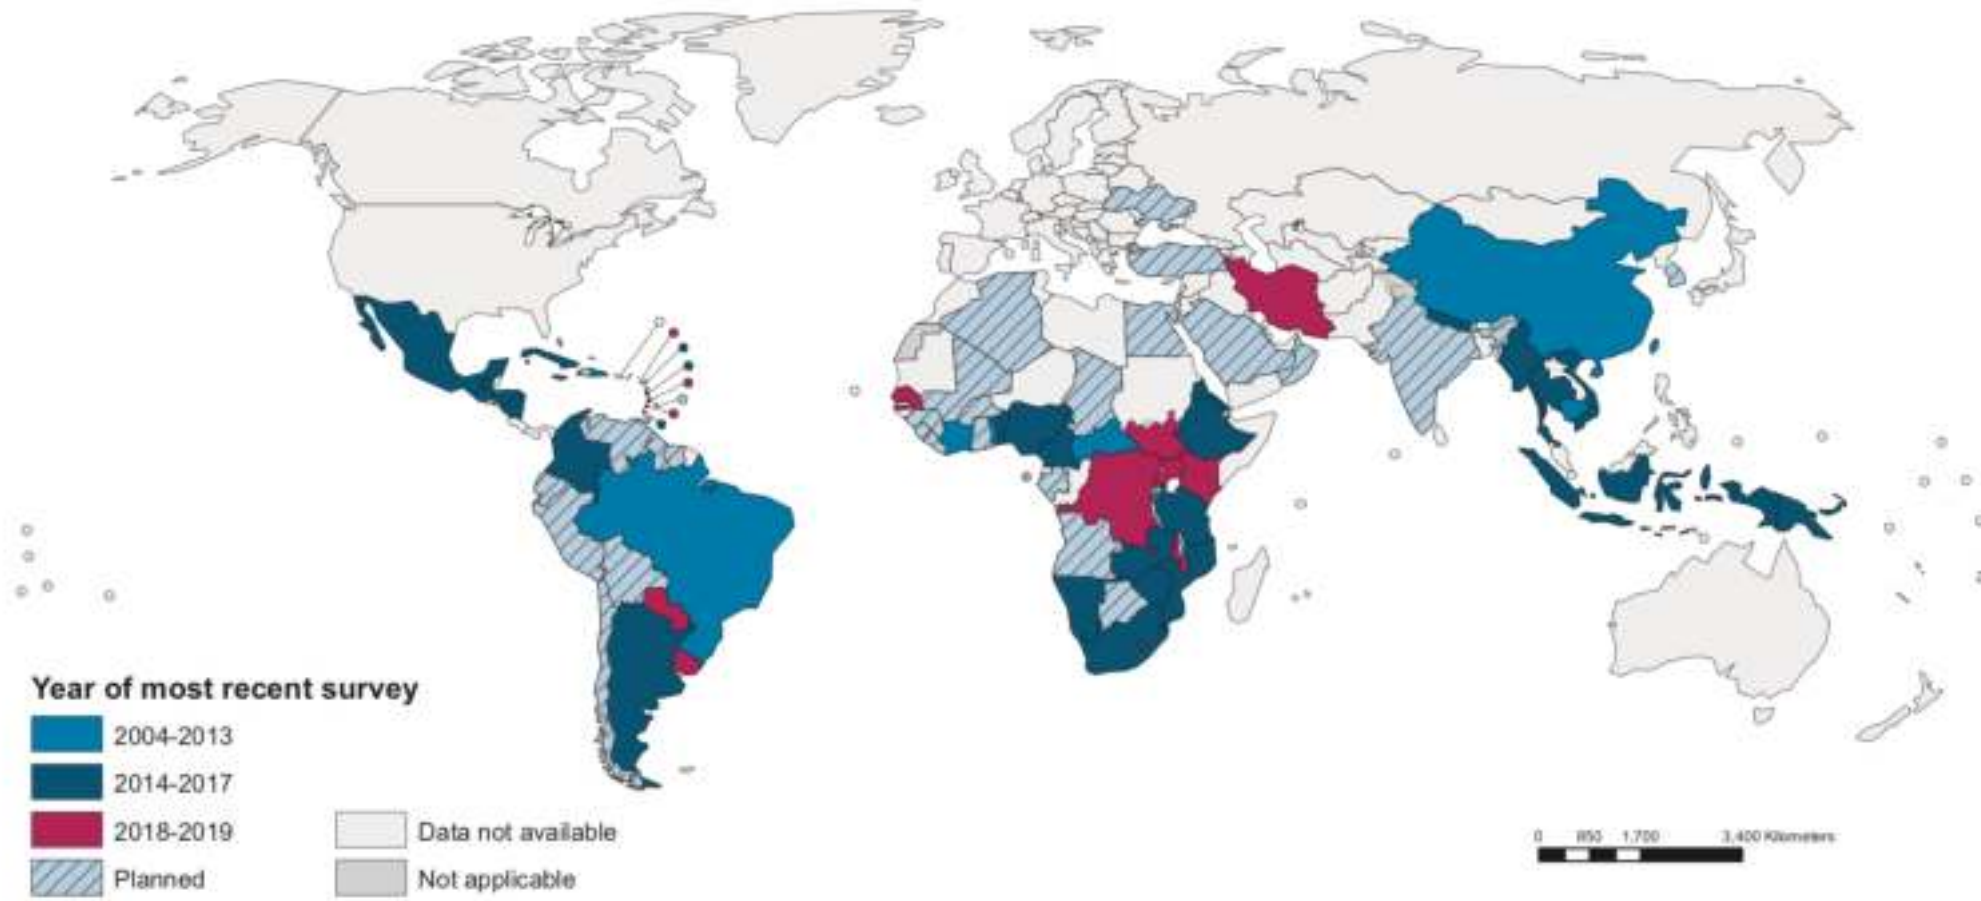 Year of most recent survey
2004-2013
2014-2017
2018-2019
Planned
Data not available
Not applicable
0 850 1,700 3,400 Kilometers